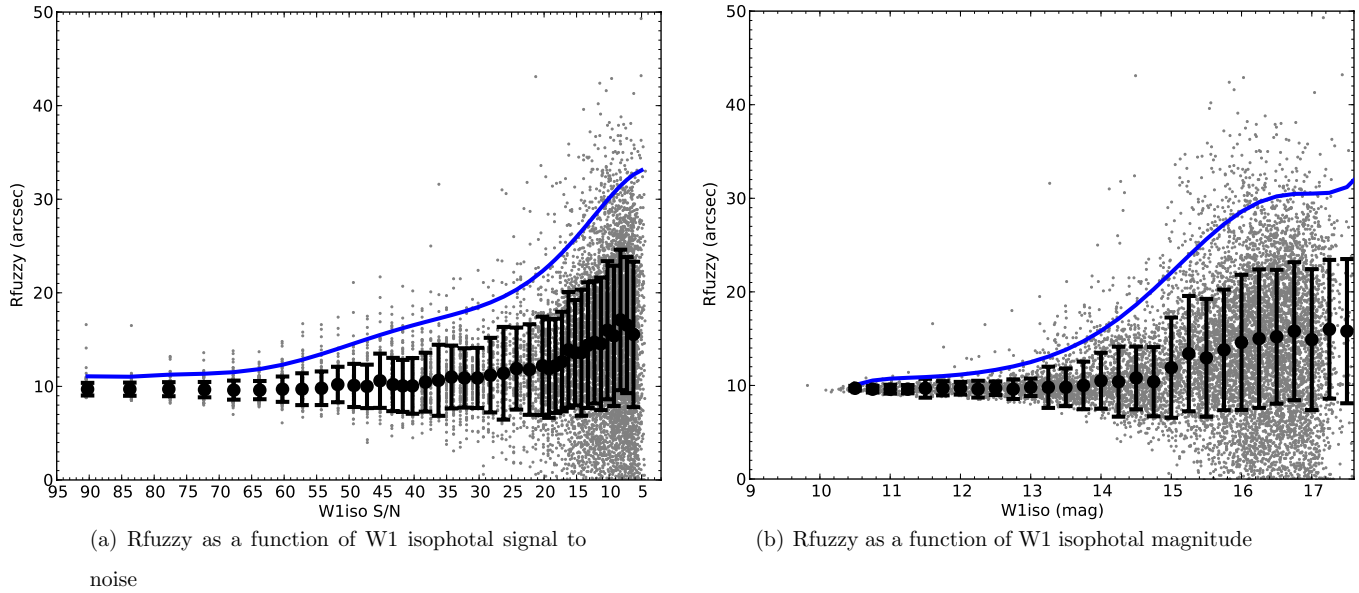 50
40
30
20
10
0
Rfuzzy (arcsec)
95 90 85 80 75 70 65 60 55 50 45 40 35 30 25 20 15 10 5
W1iso S/N
(a) Rfuzzy as a function of W1 isophotal signal to
noise
50
40
30
20
10
0
Rfuzzy (arcsec)
9 10 11 12 13 14 15 16 17
W1iso (mag)
(b) Rfuzzy as a function of W1 isophotal magnitude